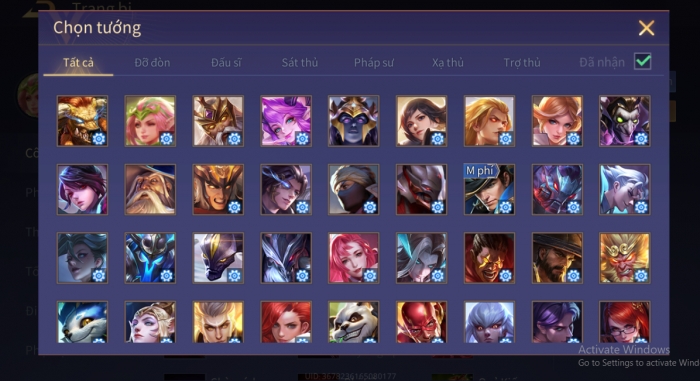 Trang bị
Chọn tướng
Tất cả Đỡ đòn Đấu sĩ Sát thủ Pháp sư Xạ thủ Trợ thủ Đã nhận
M phí
Activate Windows
Go to Settings to activate Wind